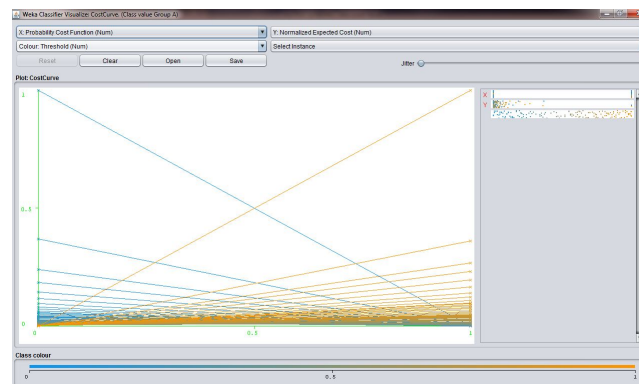 Weka Classifier Visualize: CostCurve. (Class value Group A)
X: Probability Cost Function (Num) Y: Normalized Expected Cost (Num)
Colour: Threshold (Num) Select Instance
Reset Clear Open Save Jitter
Plot: CostCurve
1
0.5
0
0 0.5 1
X
Y
Class colour
0 0.5 1